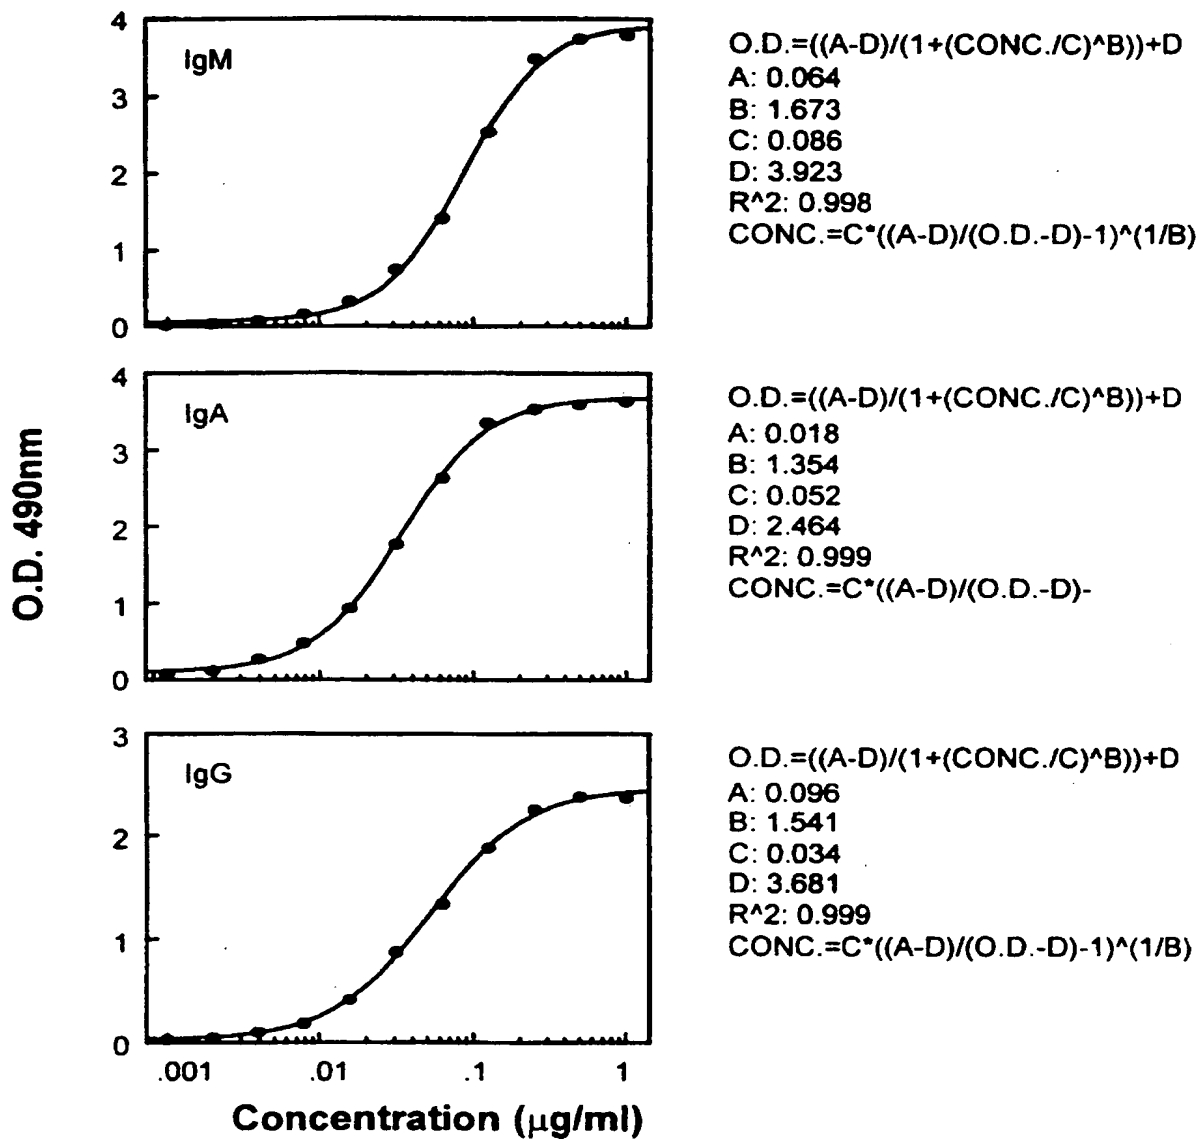 4
3
2
1
0
IgM
O.D.=((A-D)/(1+(CONC./C)^B))+D
A: 0.064
B: 1.673
C: 0.086
D: 3.923
R^2: 0.998
CONC.=C*((A-D)/(O.D.-D)-1)^(1/B)
4
3
2
1
0
IgA
O.D.=((A-D)/(1+(CONC./C)^B))+D
A: 0.018
B: 1.354
C: 0.052
D: 2.464
R^2: 0.999
CONC.=C*((A-D)/(O.D.-D)-
O.D. 490nm
3
2
1
0
IgG
O.D.=((A-D)/(1+(CONC./C)^B))+D
A: 0.096
B: 1.541
C: 0.034
D: 3.681
R^2: 0.999
CONC.=C*((A-D)/(O.D.-D)-1)^(1/B)
.001 .01 .1 1
Concentration (μg/ml)